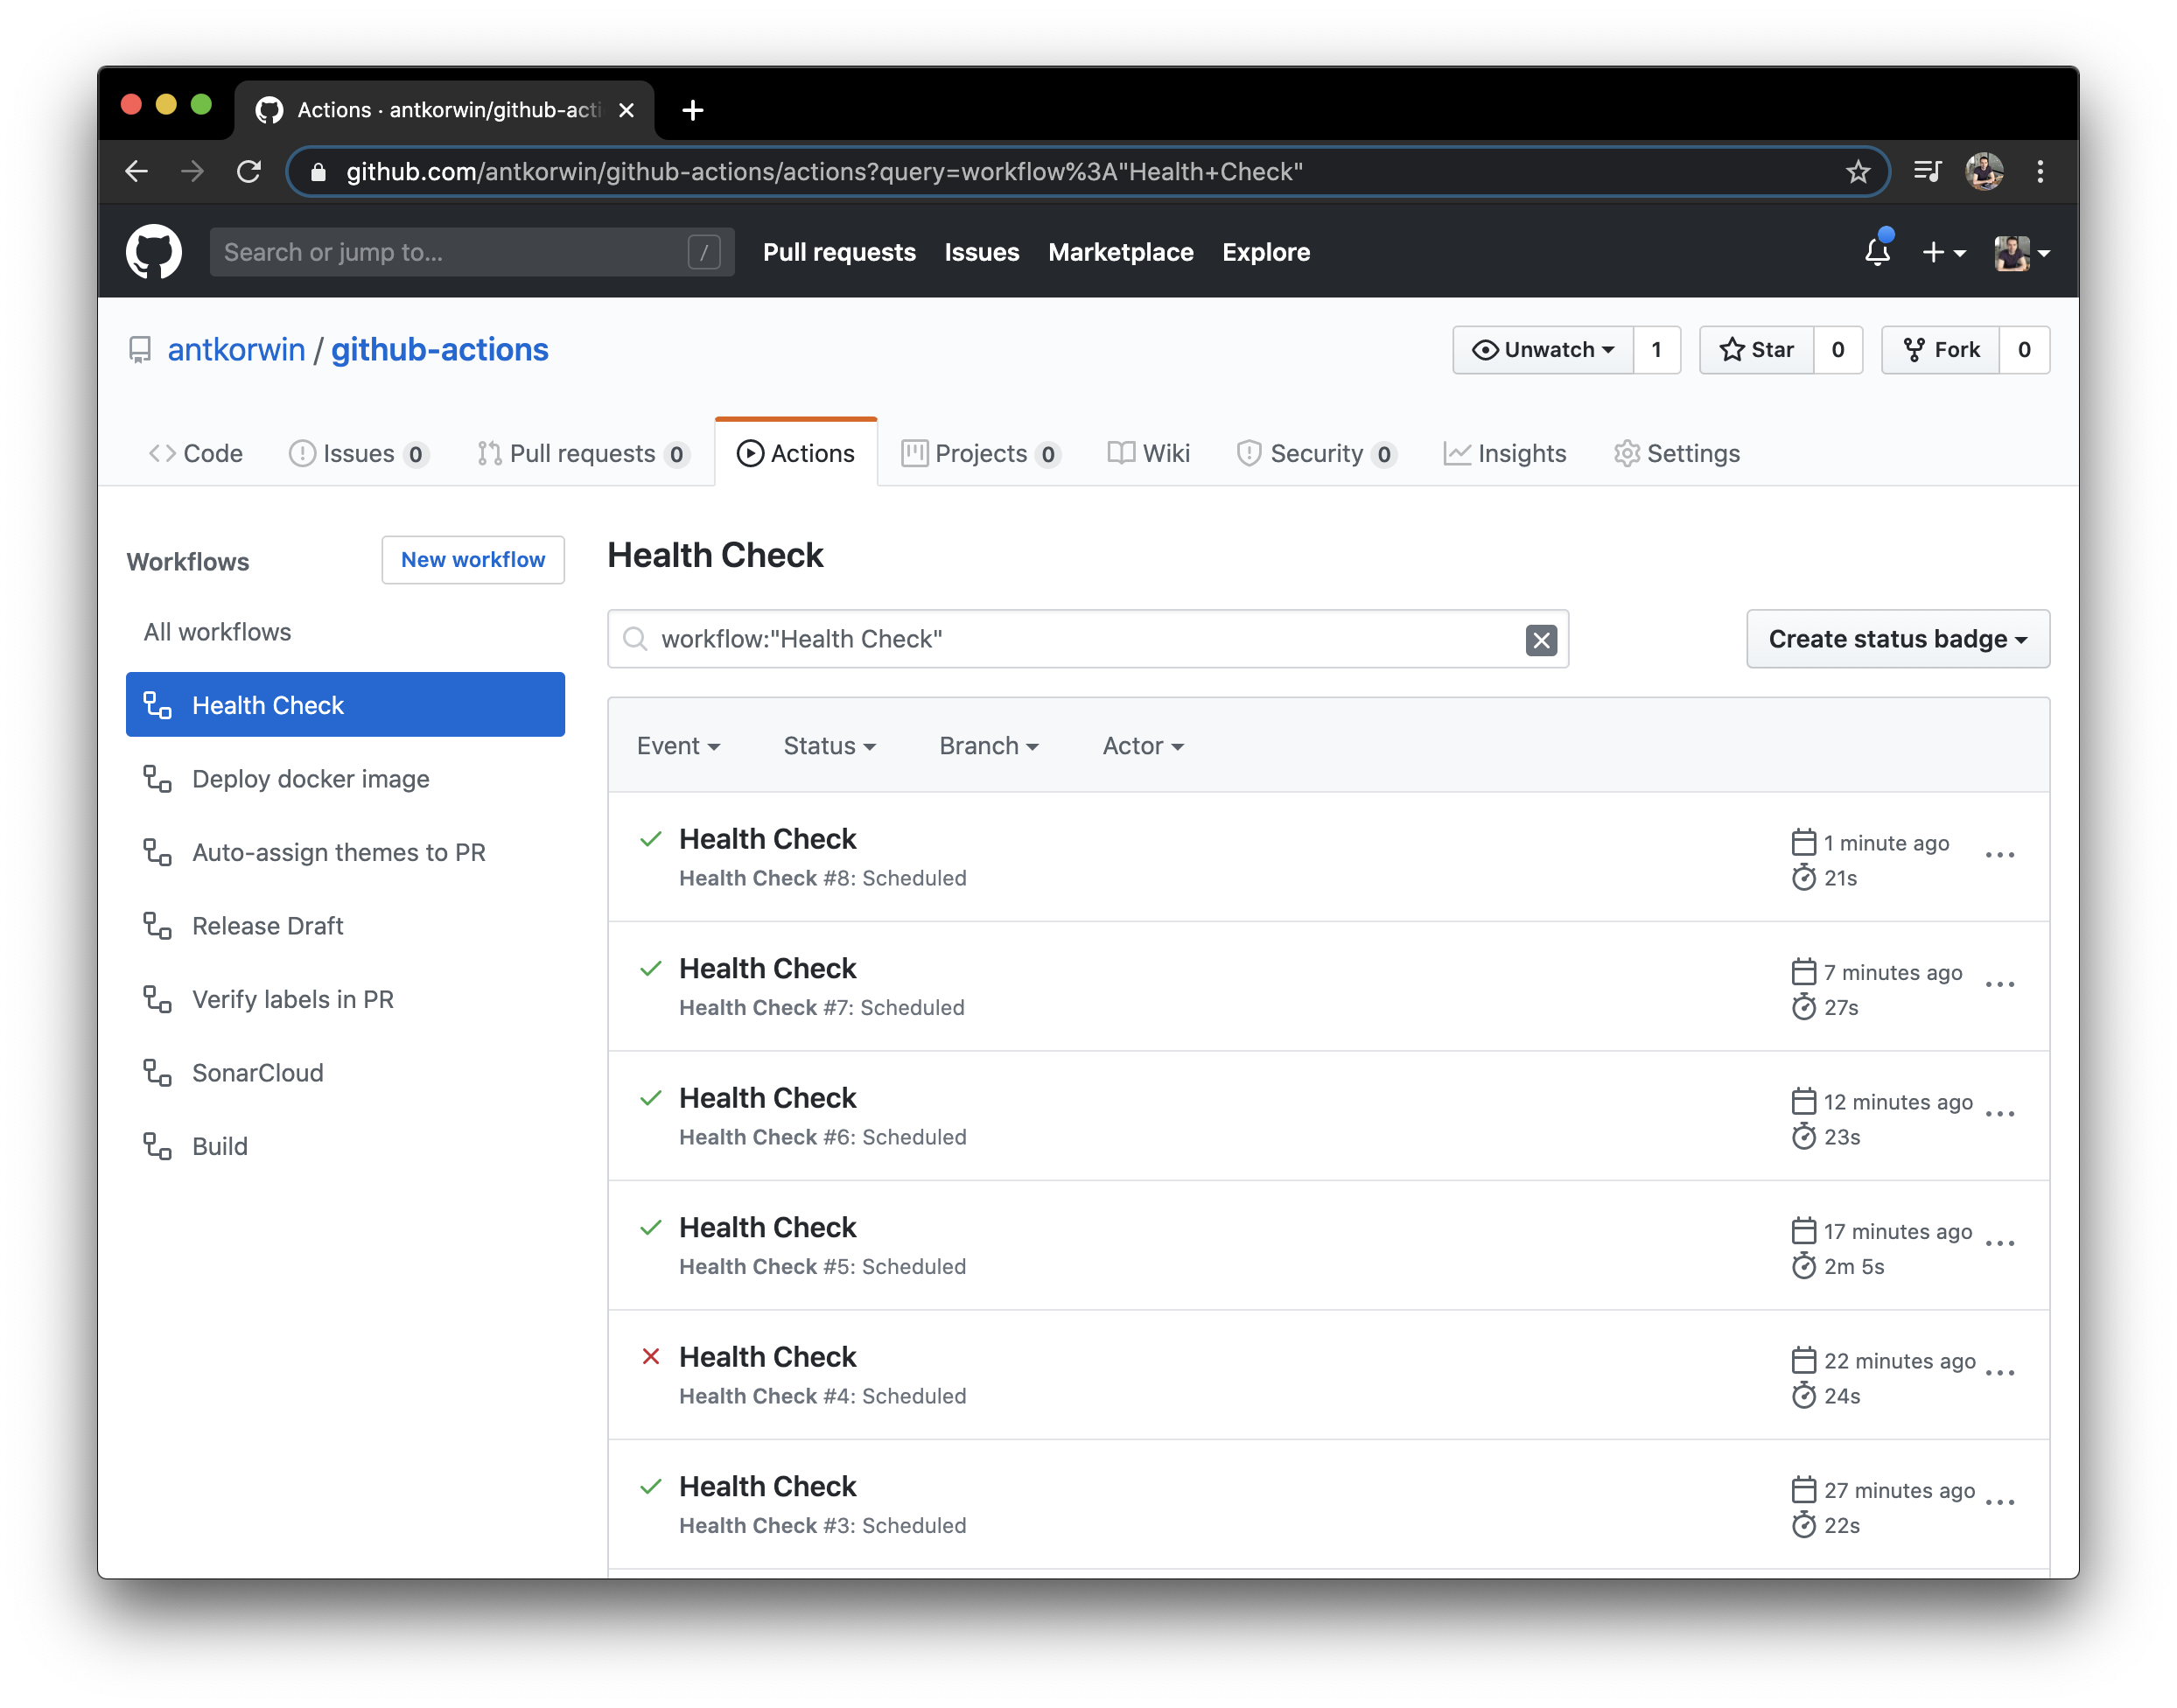 Actions · antkorwin/github-acti
github.com/antkorwin/github-actions/actions?query=workflow%3A"Health+Check"
Search or jump to... /
Pull requests Issues Marketplace Explore
antkorwin / github-actions
Unwatch 1 Star 0 Fork 0
Code Issues 0 Pull requests 0 Actions Projects 0 Wiki Security 0 Insights Settings
Workflows
New workflow
All workflows
Health Check
Deploy docker image
Auto-assign themes to PR
Release Draft
Verify labels in PR
SonarCloud
Build
Health Check
workflow:"Health Check"
Create status badge
Event Status Branch Actor
Health Check
1 minute ago
Health Check #8: Scheduled
21s
Health Check
7 minutes ago
Health Check #7: Scheduled
27s
Health Check
12 minutes ago
Health Check #6: Scheduled
23s
Health Check
17 minutes ago
Health Check #5: Scheduled
2m 5s
Health Check
22 minutes ago
Health Check #4: Scheduled
24s
Health Check
27 minutes ago
Health Check #3: Scheduled
22s